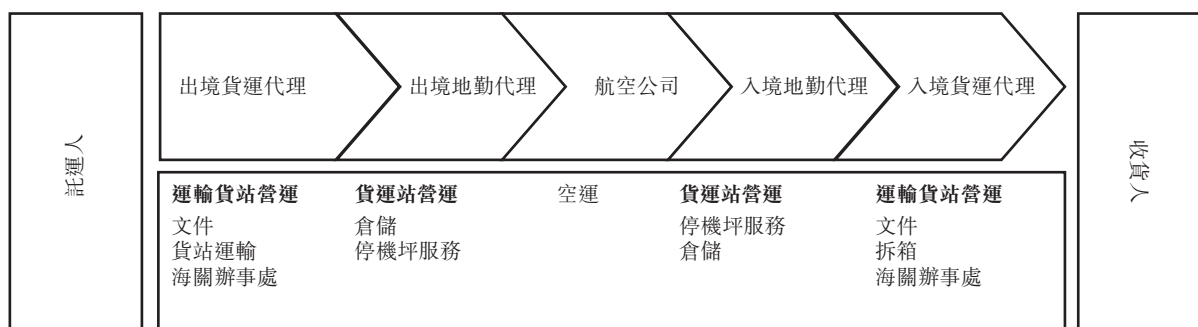 託運人
出境貨運代理
出境地勤代理
航空公司
入境地勤代理
入境貨運代理
收貨人
運輸貨站營運
文件
貨站運輸
海關辦事處
貨運站營運
倉儲
停機坪服務
空運
貨運站營運
停機坪服務
倉儲
運輸貨站營運
文件
拆箱
海關辦事處